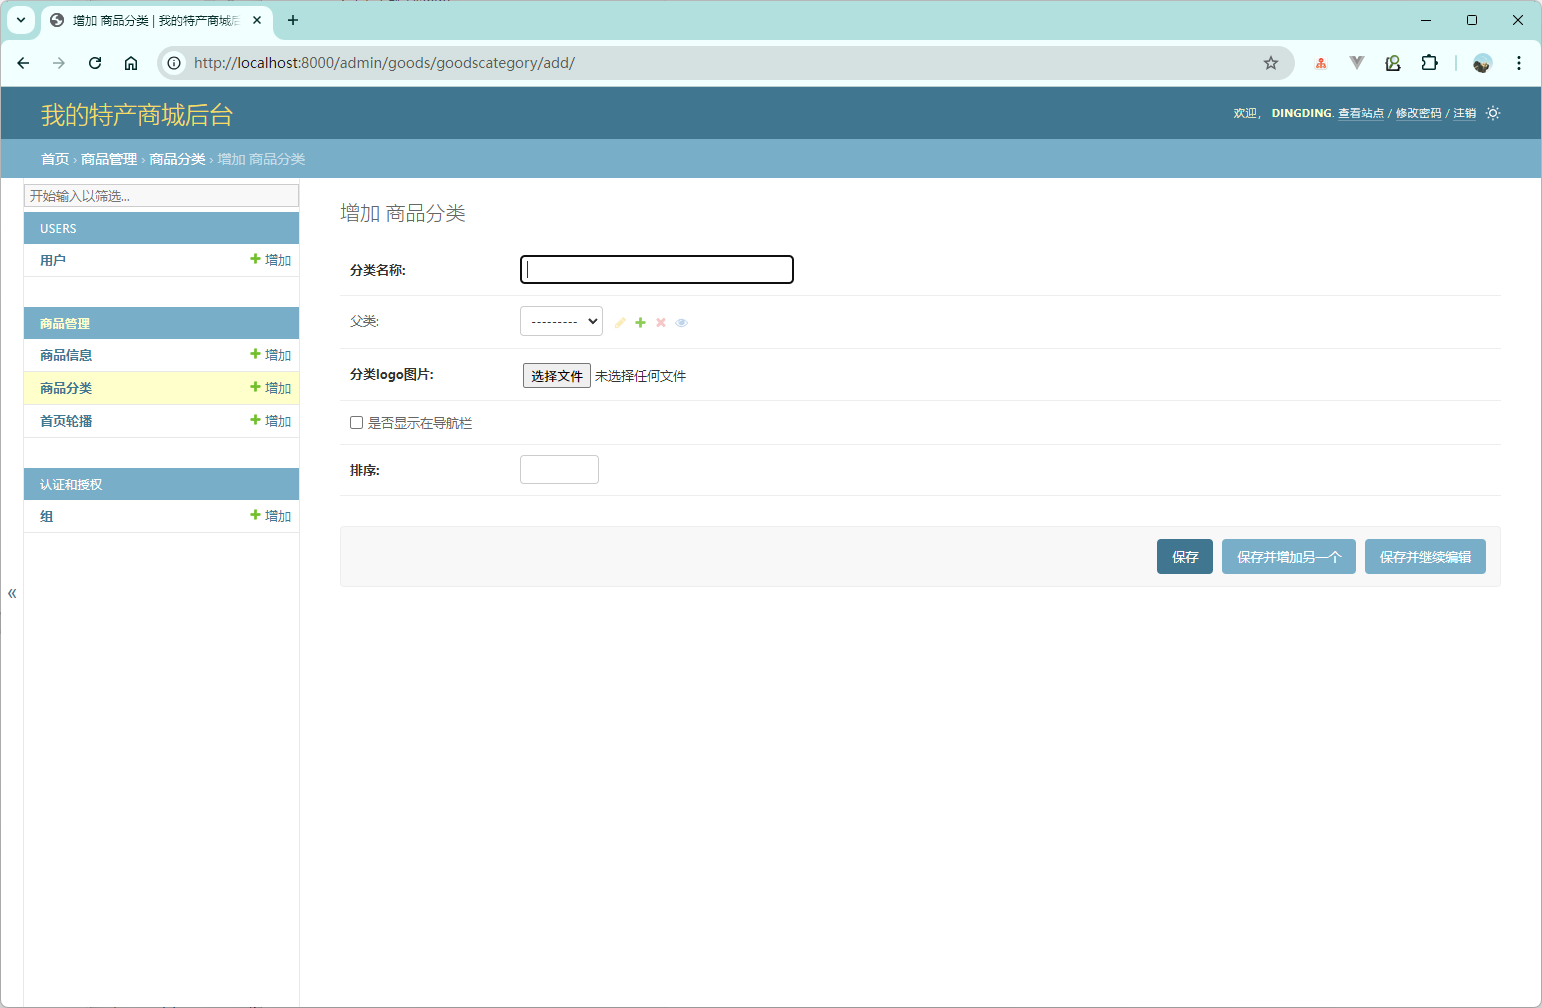 增加 商品分类 | 我的特产商城后
http://localhost:8000/admin/goods/goodscategory/add/
我的特产商城后台
欢迎， DINGDING. 查看站点 / 修改密码 / 注销
首页 › 商品管理 › 商品分类 › 增加 商品分类
开始输入以筛选...
USERS
用户 增加
商品管理
商品信息 增加
商品分类 增加
首页轮播 增加
认证和授权
组 增加
«
增加 商品分类
分类名称:
父类: ---------
分类logo图片: 选择文件 未选择任何文件
是否显示在导航栏
排序:
保存 保存并增加另一个 保存并继续编辑